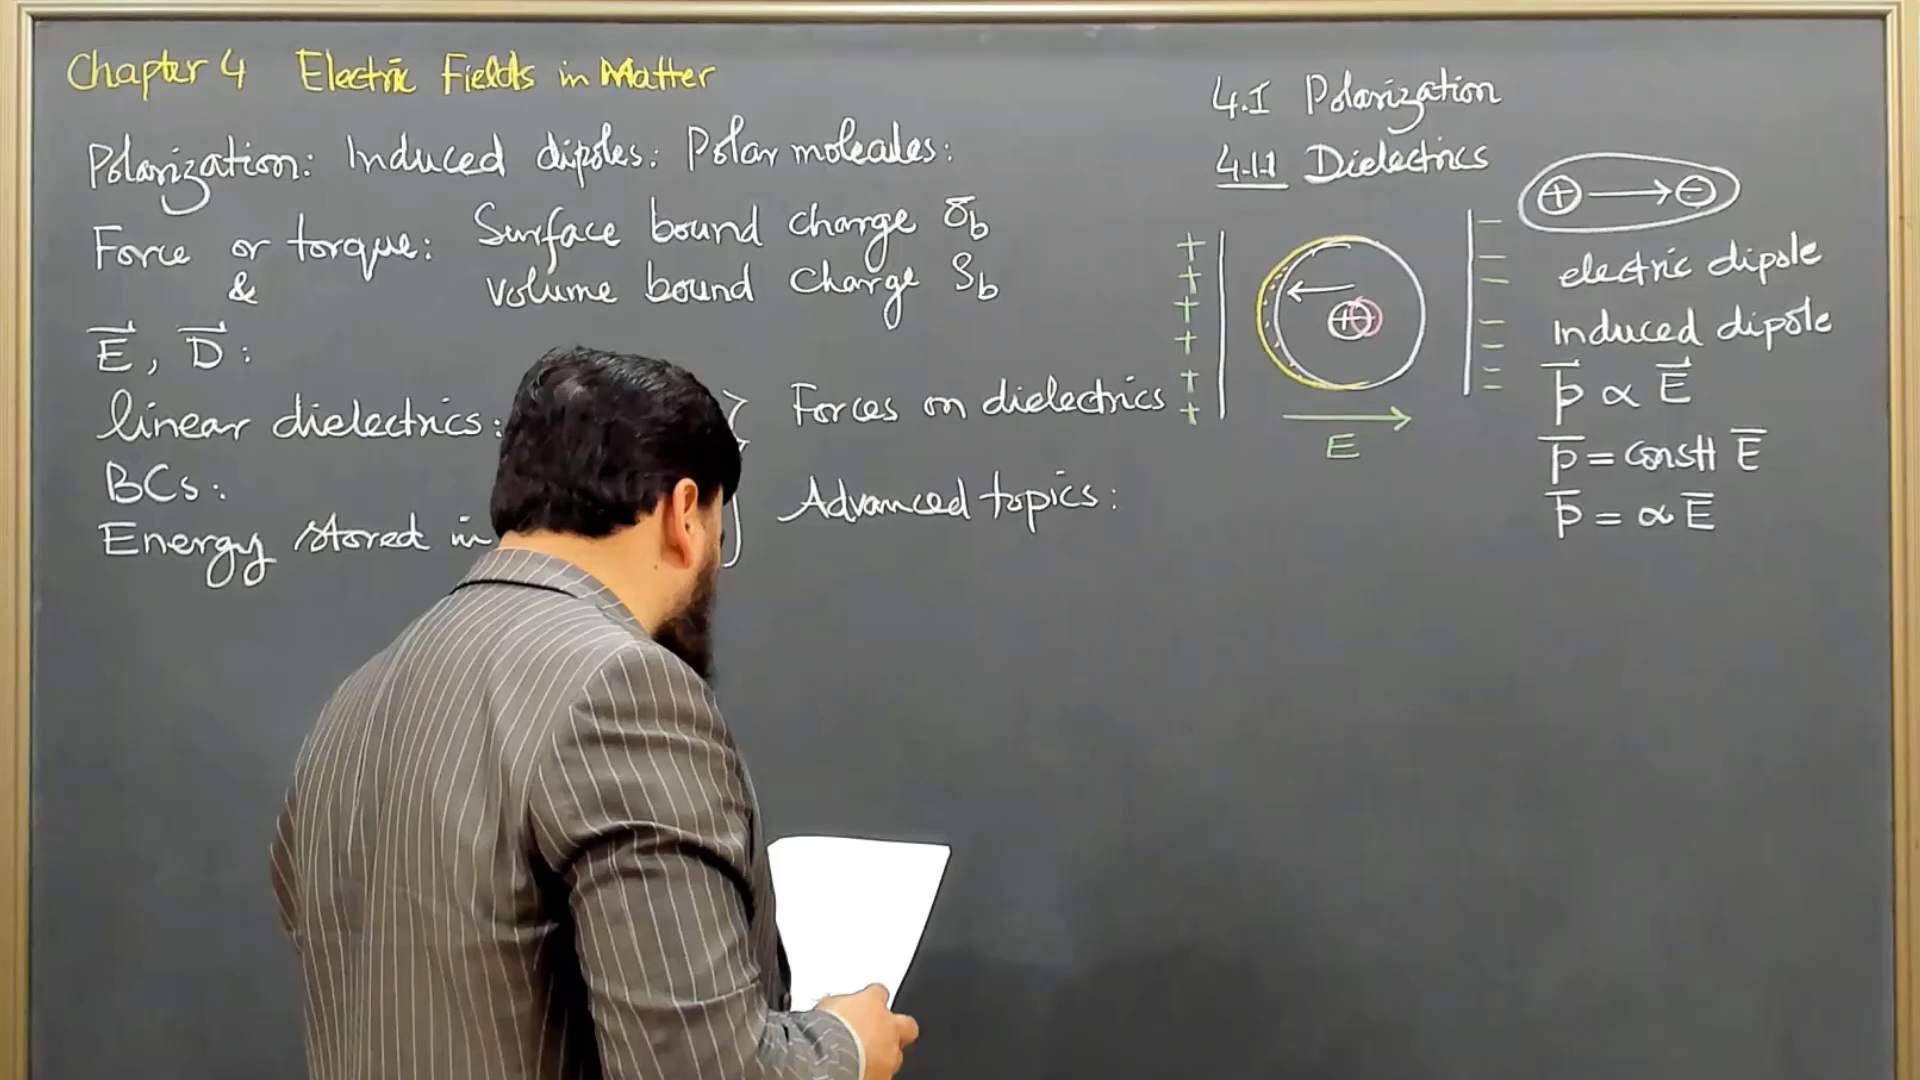 Chapter 4 Electric Fields in Matter
Polarization: Induced dipoles: Polar molecules:
Force or torque: Surface bound charge σb
& volume bound charge ρb
E⃗, D⃗:
linear dielectrics: } Forces on dielectrics
BCs:
Energy stored in
Advanced topics:
4.I Polarization
4.1.1 Dielectrics
+ → −
electric dipole
+ + + + + +
+
− − − − − −
E
induced dipole
p⃗ ∝ E⃗
p̅ = constt E̅
p̅ = α E̅